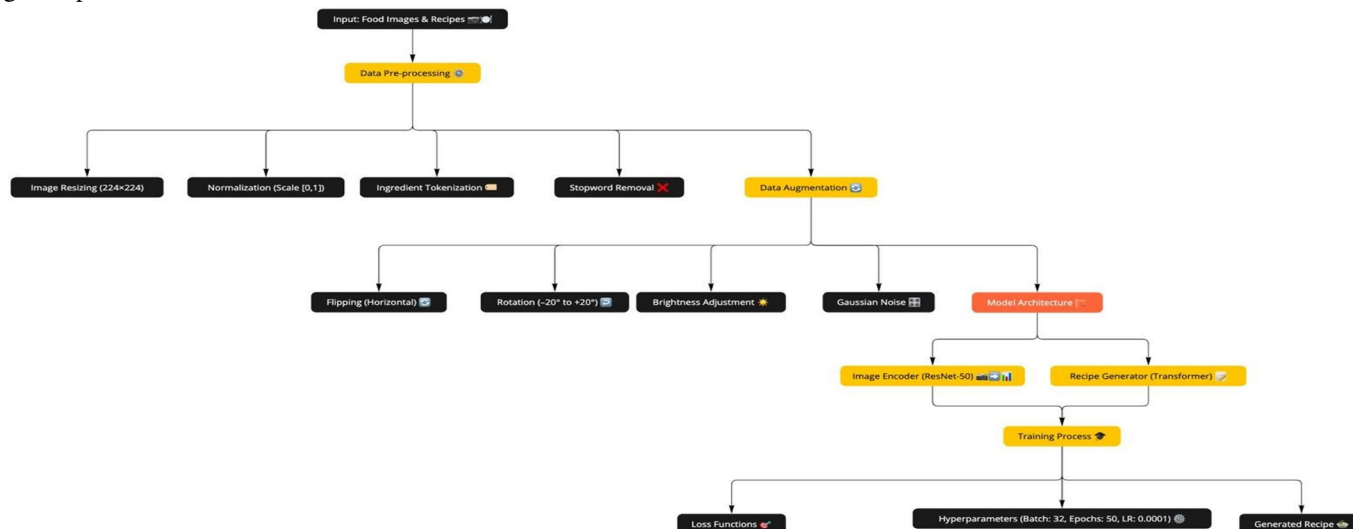 Input: Food Images & Recipes 📷🍽️
Data Pre-processing ⚙️
Image Resizing (224×224)
Normalization (Scale [0,1])
Ingredient Tokenization 🏷️
Stopword Removal ❌
Data Augmentation 🔄
Flipping (Horizontal) 🔄
Rotation (–20° to +20°) ↩️
Brightness Adjustment ☀️
Gaussian Noise 🎛️
Model Architecture 🏗️
Image Encoder (ResNet-50) 📷➡️📊
Recipe Generator (Transformer) 📝
Training Process 🎓
Loss Functions 🎯
Hyperparameters (Batch: 32, Epochs: 50, LR: 0.0001) ⚙️
Generated Recipe 🍲